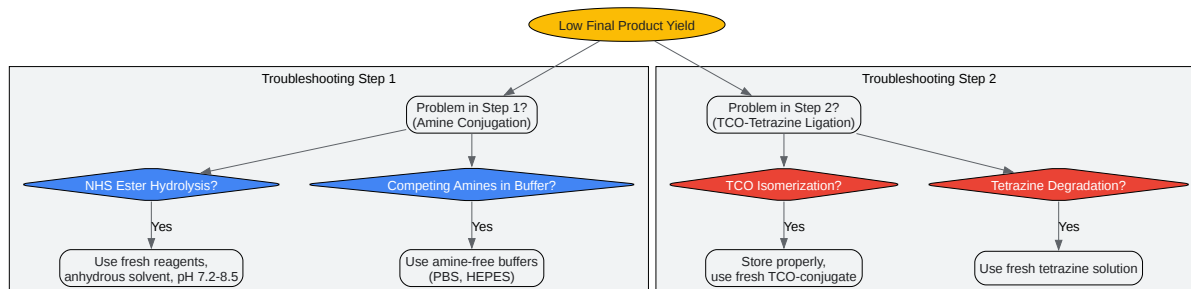 Low Final Product Yield
Troubleshooting Step 1
Troubleshooting Step 2
Problem in Step 1?
(Amine Conjugation)
Problem in Step 2?
(TCO-Tetrazine Ligation)
NHS Ester Hydrolysis?
Competing Amines in Buffer?
TCO Isomerization?
Tetrazine Degradation?
Yes
Yes
Yes
Yes
Use fresh reagents,
anhydrous solvent, pH 7.2-8.5
Use amine-free buffers
(PBS, HEPES)
Store properly,
use fresh TCO-conjugate
Use fresh tetrazine solution